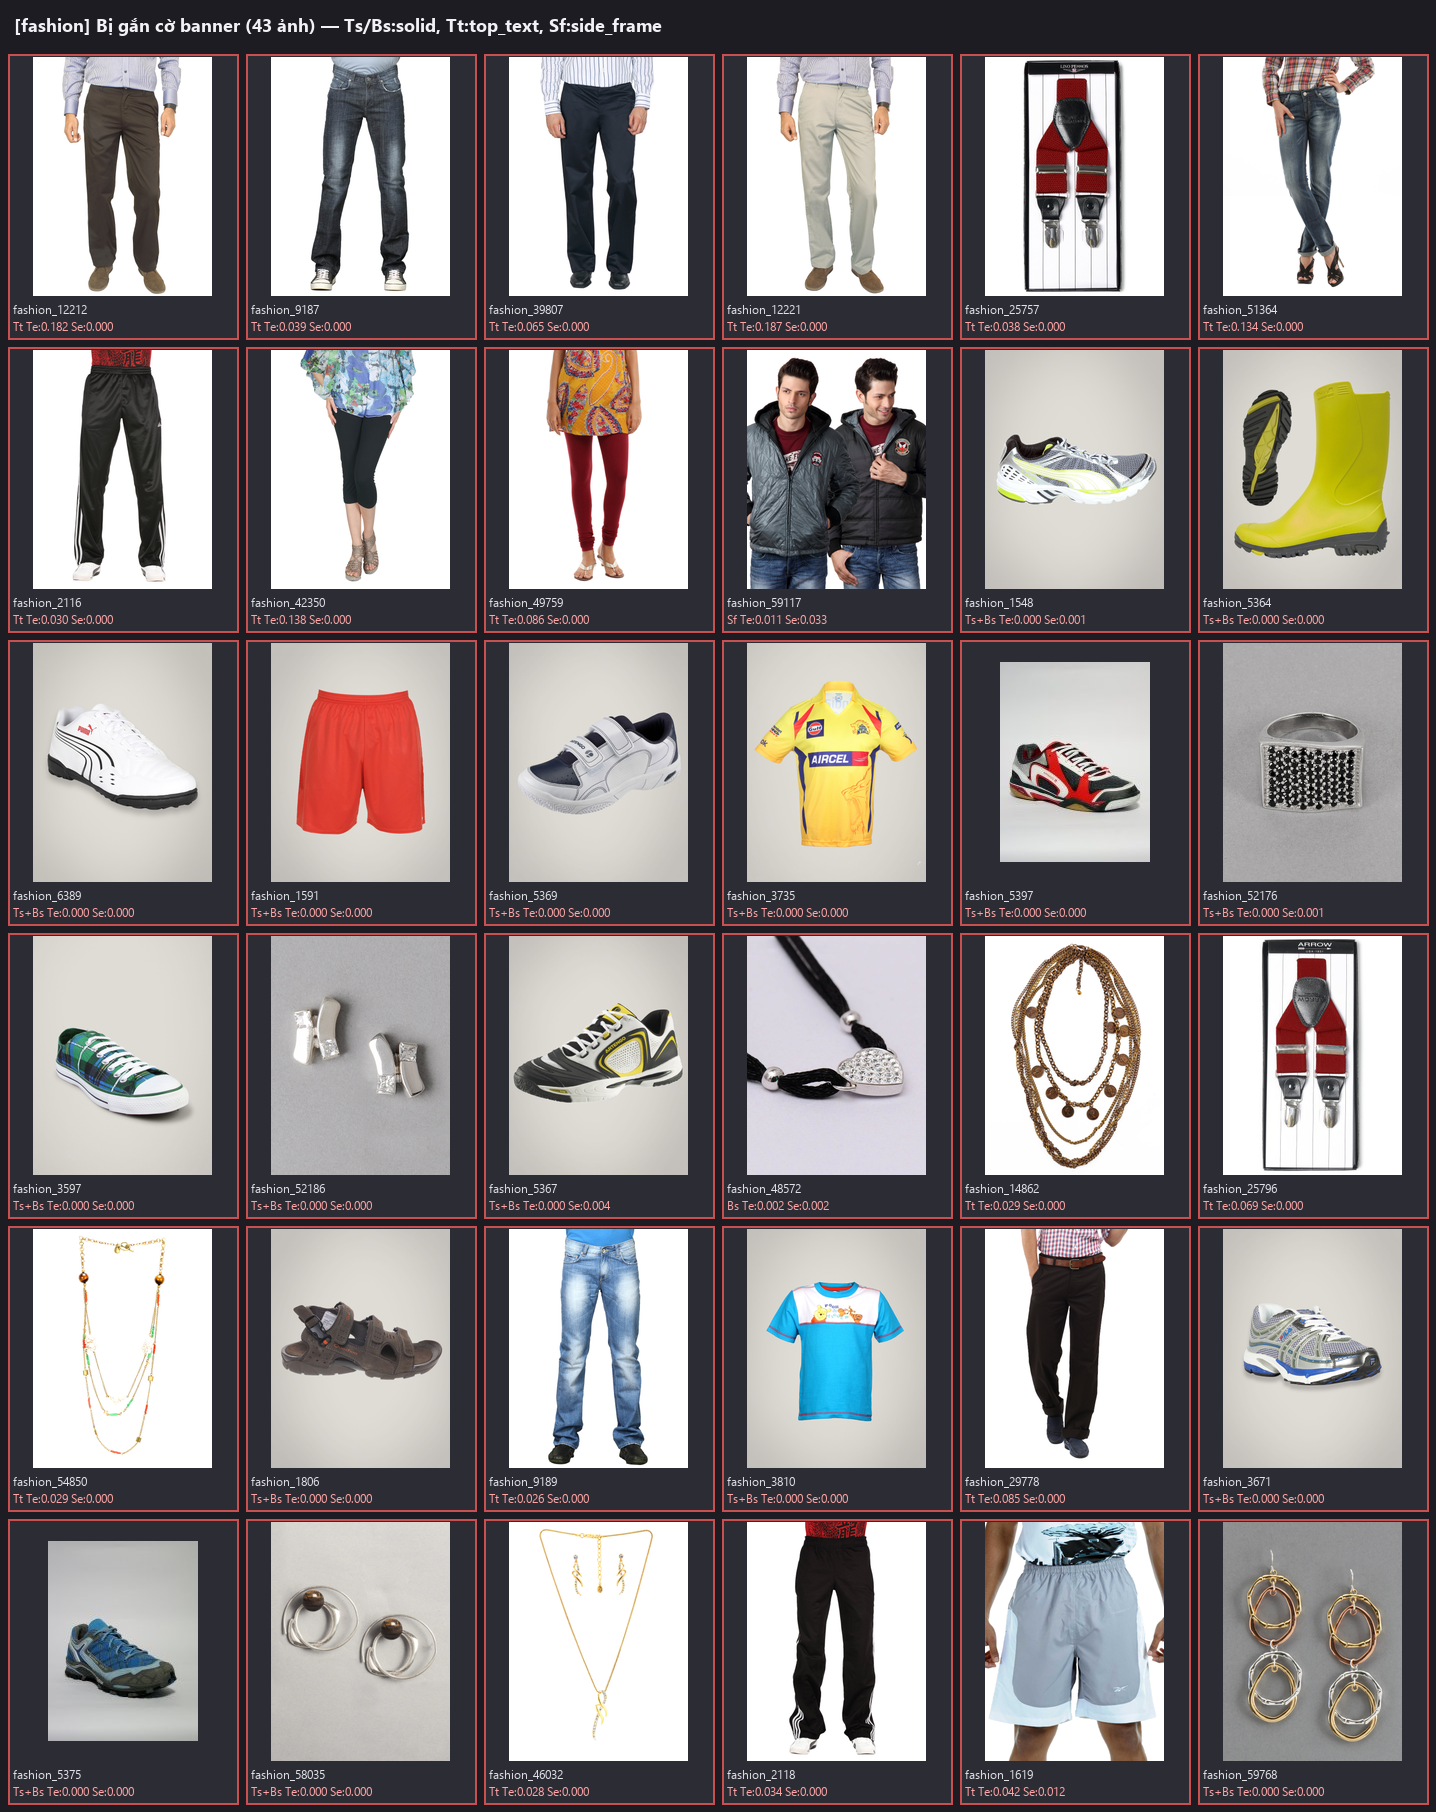 [fashion] Bị gắn cờ banner (43 ảnh) — Ts/Bs:solid, Tt:top_text, Sf:side_frame
fashion_12212
Tt Te:0.182 Se:0.000
fashion_9187
Tt Te:0.039 Se:0.000
fashion_39807
Tt Te:0.065 Se:0.000
fashion_12221
Tt Te:0.187 Se:0.000
fashion_25757
Tt Te:0.038 Se:0.000
fashion_51364
Tt Te:0.134 Se:0.000
fashion_2116
Tt Te:0.030 Se:0.000
fashion_42350
Tt Te:0.138 Se:0.000
fashion_49759
Tt Te:0.086 Se:0.000
fashion_59117
Sf Te:0.011 Se:0.033
fashion_1548
Ts+Bs Te:0.000 Se:0.001
fashion_5364
Ts+Bs Te:0.000 Se:0.000
fashion_6389
Ts+Bs Te:0.000 Se:0.000
fashion_1591
Ts+Bs Te:0.000 Se:0.000
fashion_5369
Ts+Bs Te:0.000 Se:0.000
AIRCEL
fashion_3735
Ts+Bs Te:0.000 Se:0.000
fashion_5397
Ts+Bs Te:0.000 Se:0.000
fashion_52176
Ts+Bs Te:0.000 Se:0.001
fashion_3597
Ts+Bs Te:0.000 Se:0.000
fashion_52186
Ts+Bs Te:0.000 Se:0.000
fashion_5367
Ts+Bs Te:0.000 Se:0.004
fashion_48572
Bs Te:0.002 Se:0.002
fashion_14862
Tt Te:0.029 Se:0.000
ARROW
fashion_25796
Tt Te:0.069 Se:0.000
fashion_54850
Tt Te:0.029 Se:0.000
fashion_1806
Ts+Bs Te:0.000 Se:0.000
fashion_9189
Tt Te:0.026 Se:0.000
fashion_3810
Ts+Bs Te:0.000 Se:0.000
fashion_29778
Tt Te:0.085 Se:0.000
fashion_3671
Ts+Bs Te:0.000 Se:0.000
fashion_5375
Ts+Bs Te:0.000 Se:0.000
fashion_58035
Ts+Bs Te:0.000 Se:0.000
fashion_46032
Tt Te:0.028 Se:0.000
fashion_2118
Tt Te:0.034 Se:0.000
fashion_1619
Tt Te:0.042 Se:0.012
fashion_59768
Ts+Bs Te:0.000 Se:0.000